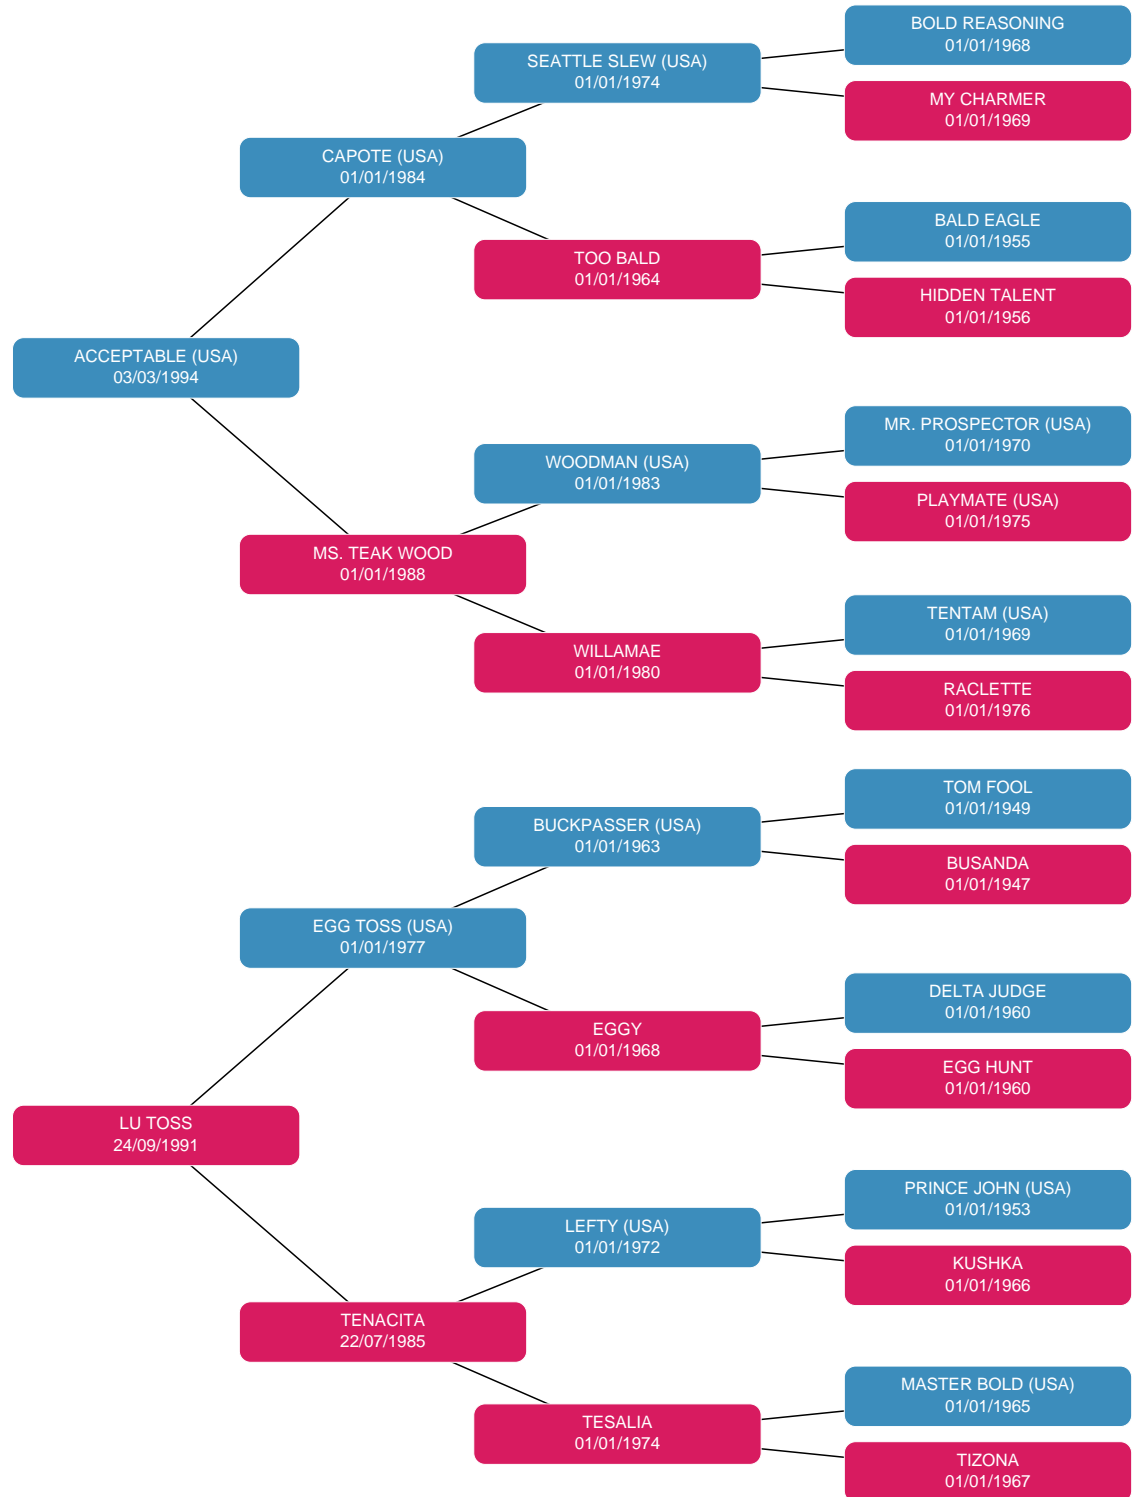 BOLD REASONING
01/01/1968
SEATTLE SLEW (USA)
01/01/1974
MY CHARMER
01/01/1969
CAPOTE (USA)
01/01/1984
BALD EAGLE
01/01/1955
TOO BALD
01/01/1964
HIDDEN TALENT
01/01/1956
ACCEPTABLE (USA)
03/03/1994
MR. PROSPECTOR (USA)
01/01/1970
WOODMAN (USA)
01/01/1983
PLAYMATE (USA)
01/01/1975
MS. TEAK WOOD
01/01/1988
TENTAM (USA)
01/01/1969
WILLAMAE
01/01/1980
RACLETTE
01/01/1976
TOM FOOL
01/01/1949
BUCKPASSER (USA)
01/01/1963
BUSANDA
01/01/1947
EGG TOSS (USA)
01/01/1977
DELTA JUDGE
01/01/1960
EGGY
01/01/1968
EGG HUNT
01/01/1960
LU TOSS
24/09/1991
PRINCE JOHN (USA)
01/01/1953
LEFTY (USA)
01/01/1972
KUSHKA
01/01/1966
TENACITA
22/07/1985
MASTER BOLD (USA)
01/01/1965
TESALIA
01/01/1974
TIZONA
01/01/1967